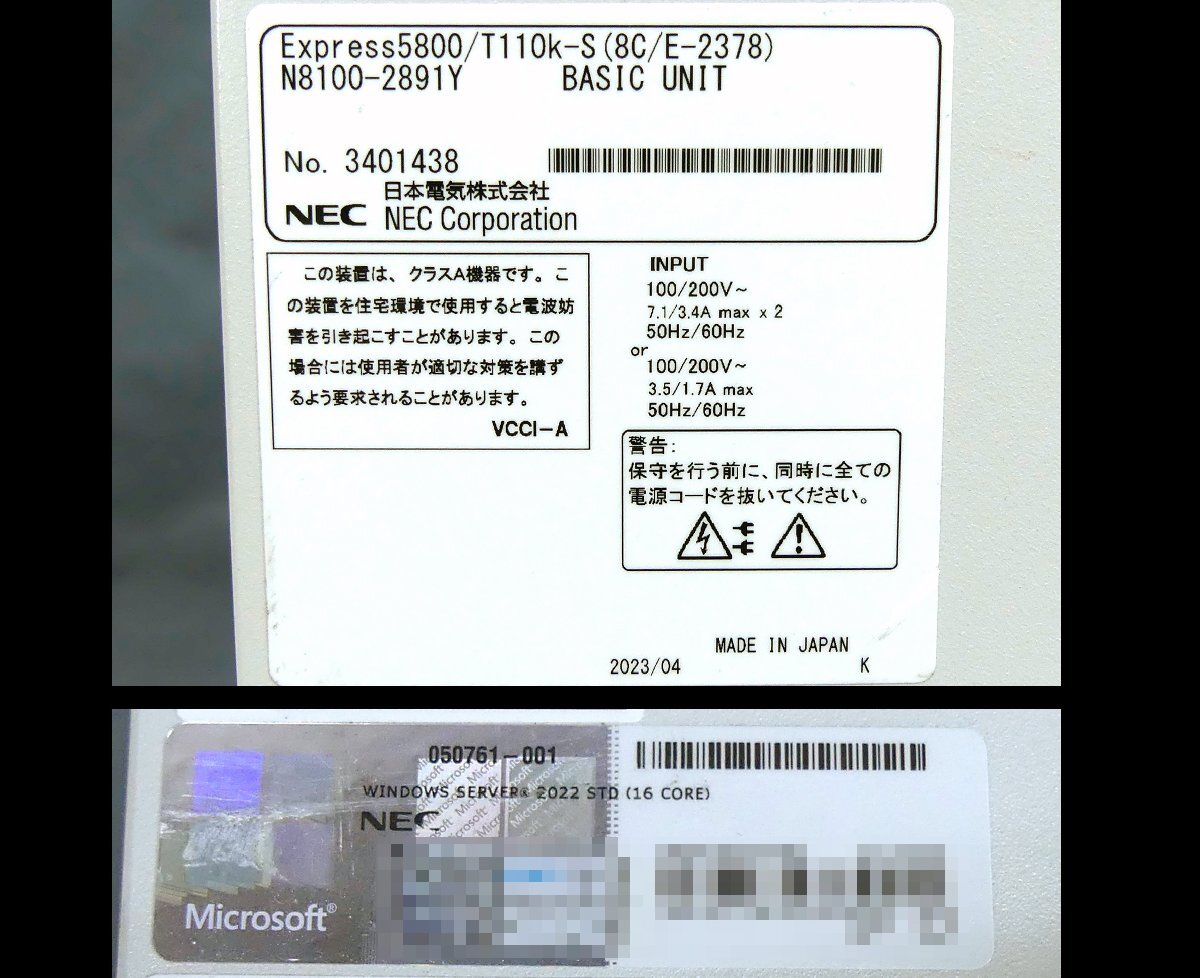 Express5800/T110k-S(8C/E-2378)
N8100-2891Y BASIC UNIT
No. 3401438
日本電気株式会社
NEC NEC Corporation
この装置は、クラスA機器です。こ
の装置を住宅環境で使用すると電波妨
害を引き起こすことがあります。この
場合には使用者が適切な対策を講ず
るよう要求されることがあります。
VCCI-A
INPUT
100/200V~
7.1/3.4A max x 2
50Hz/60Hz
or
100/200V~
3.5/1.7A max
50Hz/60Hz
警告:
保守を行う前に、同時に全ての
電源コードを抜いてください。
MADE IN JAPAN
2023/04 K
050761-001
WINDOWS SERVER® 2022 STD (16 CORE)
NEC
Microsoft®